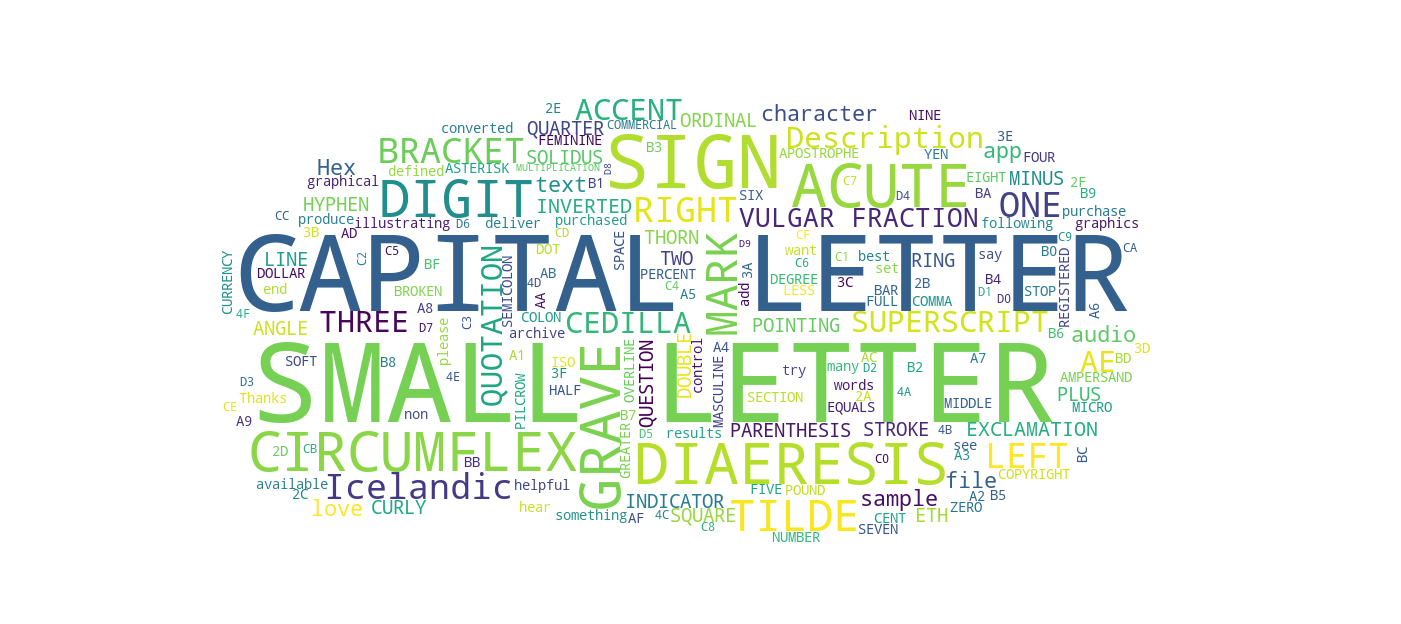 2E ACCENT character NINE
converted QUARTER COMMERCIAL ORDINAL Description 3E
BRACKET FEMININE SIGN APOSTROPHE YEN app FOUR
Hex defined ASTERISK SOLIDUS MULTIPLICATION D8 B3 C7 EIGHT MINUS 2F
graphical DIGIT text B1 SIX ACUTE D4 BA ONE B9
HYPHEN INVERTED RIGHT VULGAR FRACTION purchase
CC produce illustrating D6 deliver purchased following
3B AD CD THORN MARK D9 CF C9
CURRENCY LINE C2 C5 QUOTATION DOT SPACE TWO want C1 best RING say B0 CA
DOLLAR BF SEMICOLON AB PERCENT add 3A C6 set
CAPITAL LETTER
end BROKEN 4D AA C4 A5 DEGREE LESS 3C BAR 2B B4 D1 STOP REGISTERED
4F A8 COLON FULL COMMA D0 A6
ANGLE THREE D7 C3 archive CEDILLA POINTING SUPERSCRIPT B6 audio
please A1 ISO OVERLINE QUESTION DOUBLE control A4 AC A7 AE BD 3D
SOFT B8 3F try many D2 B2
D3 4E HALF words 4A AMPERSAND
SMALL LETTER
Thanks SECTION 2A PLUS
CE non PILCROW GRAVE B7 MASCULINE EQUALS MIDDLE MICRO
A9 D5 results PARENTHESIS STROKE 4B EXCLAMATION
2D CB CIRCUMFLEX GREATER DIAERESIS C0 see LEFT BC
BB A3
available Icelandic helpful FIVE POUND file COPYRIGHT
2C INDICATOR sample A2 B5
love CURLY hear something AF 4C SQUARE TILDE CENT ETH ZERO
C8 SEVEN
NUMBER
graphics